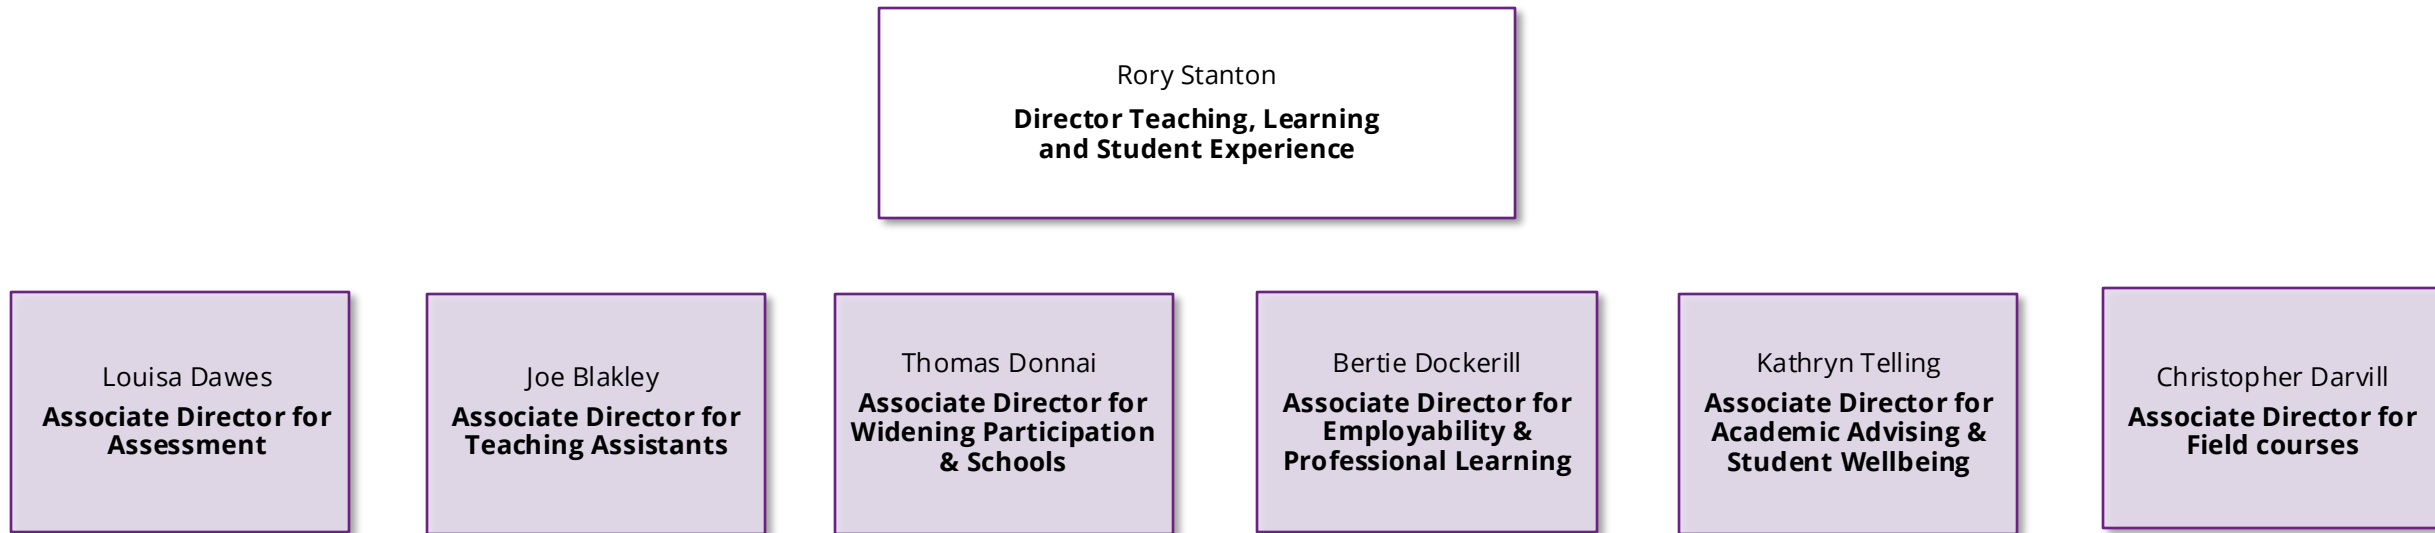 Rory Stanton
Director Teaching, Learning
and Student Experience
Louisa Dawes
Associate Director for
Assessment
Joe Blakley
Associate Director for
Teaching Assistants
Thomas Donnai
Associate Director for
Widening Participation
& Schools
Bertie Dockerill
Associate Director for
Employability &
Professional Learning
Kathryn Telling
Associate Director for
Academic Advising &
Student Wellbeing
Christopher Darvill
Associate Director for
Field courses